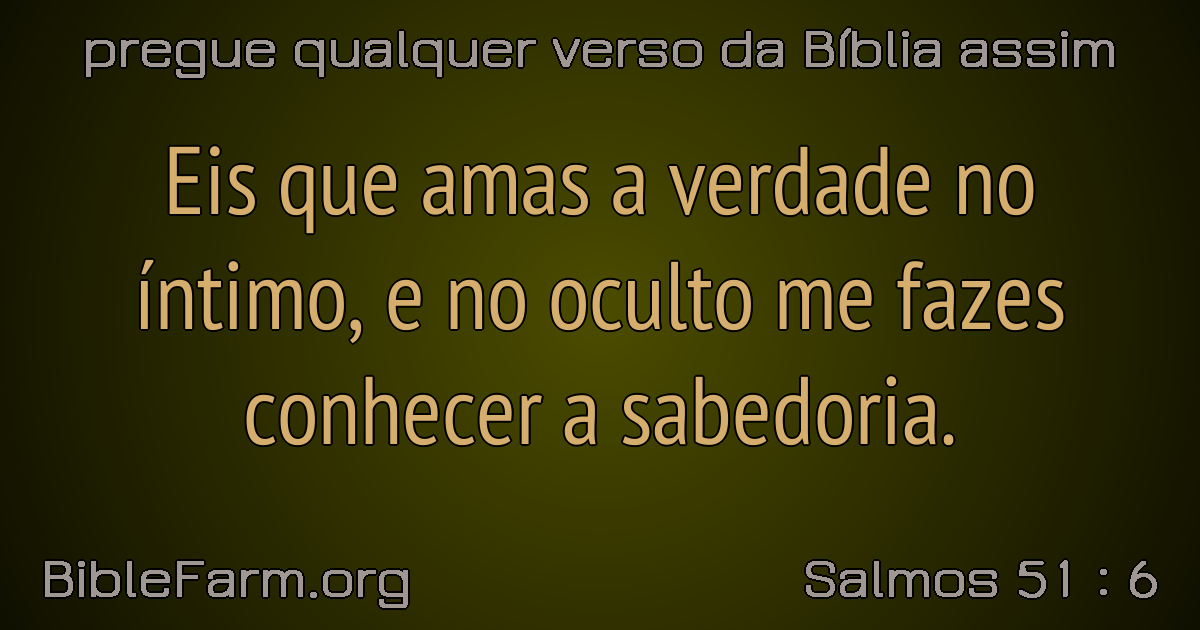 pregue qualquer verso da Bíblia assim
Eis que amas a verdade no
íntimo, e no oculto me fazes
conhecer a sabedoria.
BibleFarm.org
Salmos 51 : 6